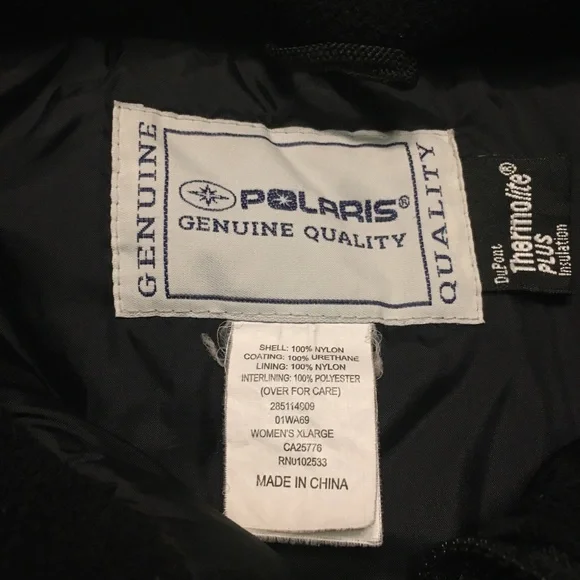 GENUINE
POLARIS®
GENUINE QUALITY
QUALITY
DuPont
Thermolite®
PLUS
Insulation
SHELL: 100% NYLON
COATING: 100% URETHANE
LINING: 100% NYLON
INTERLINING: 100% POLYESTER
(OVER FOR CARE)
285114909
01WA69
WOMEN'S XLARGE
CA25776
RN0102533
MADE IN CHINA